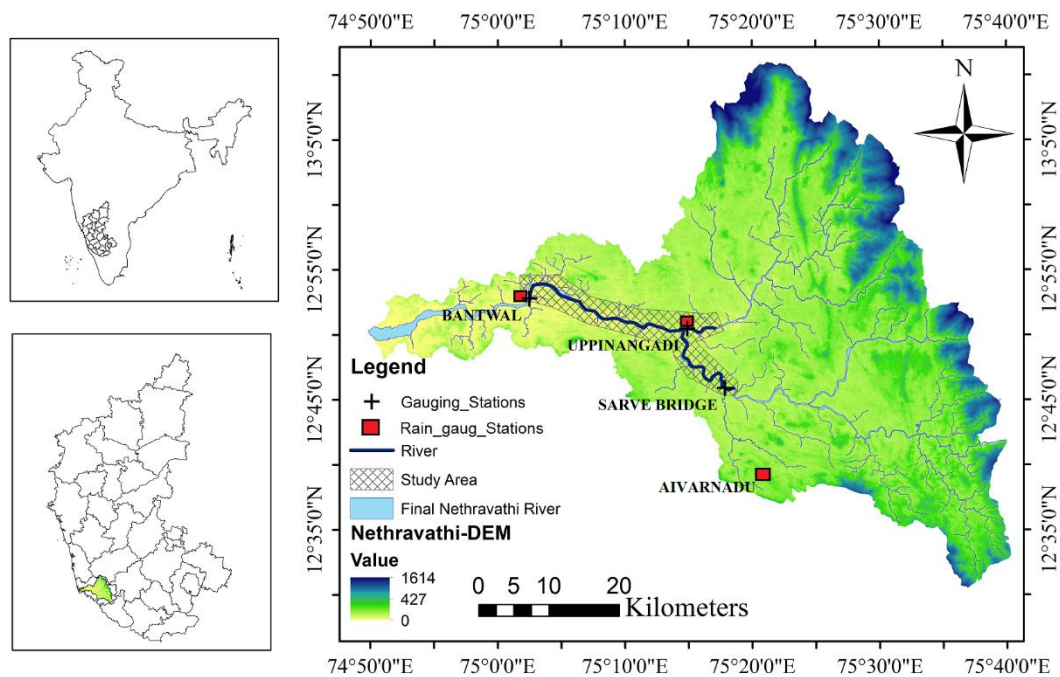 74°50'0"E 75°0'0"E 75°10'0"E 75°20'0"E 75°30'0"E 75°40'0"E
N
13°5'0"N
13°5'0"N
12°55'0"N
12°55'0"N
12°45'0"N
12°45'0"N
12°35'0"N
12°35'0"N
BANTWAL
UPPINANGADI
SARVE BRIDGE
AIVARNADU
Legend
Gauging_Stations
Rain_gaug_Stations
River
Study Area
Final Nethravathi River
Nethravathi-DEM
Value
1614
427
0
0 5 10 20
Kilometers
74°50'0"E 75°0'0"E 75°10'0"E 75°20'0"E 75°30'0"E 75°40'0"E